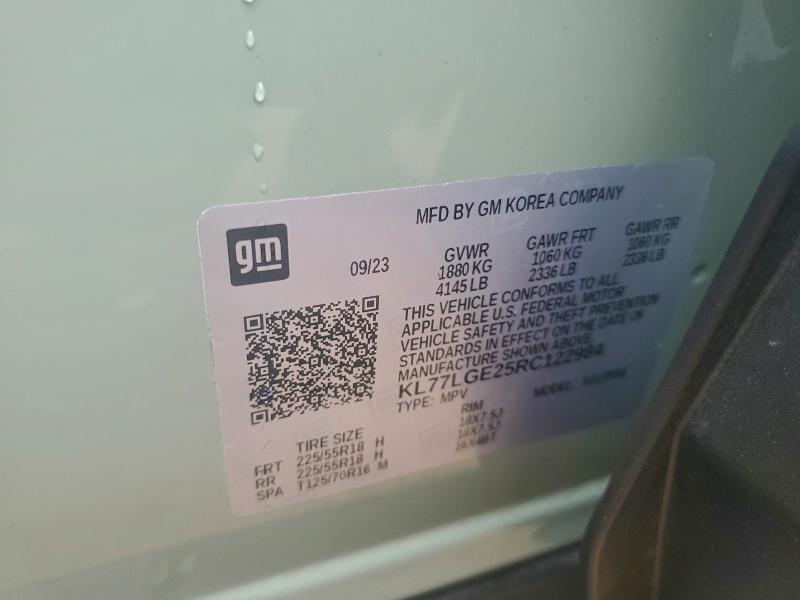 MFD BY GM KOREA COMPANY
gm
09/23
GVWR GAWR FRT GAWR RR
1880 KG 1060 KG 1060 KG
4145 LB 2336 LB 2336 LB
THIS VEHICLE CONFORMS TO ALL
APPLICABLE U.S. FEDERAL MOTOR
VEHICLE SAFETY AND THEFT PREVENTION
STANDARDS IN EFFECT ON THE DATE OF
MANUFACTURE SHOWN ABOVE.
KL77LGE25RC122984
TYPE: MPV MODEL:
TIRE SIZE RIM
FRT 225/55R18 H 18X7.5J
RR 225/55R18 H 18X7.5J
SPA T125/70R16 M 16X4BT